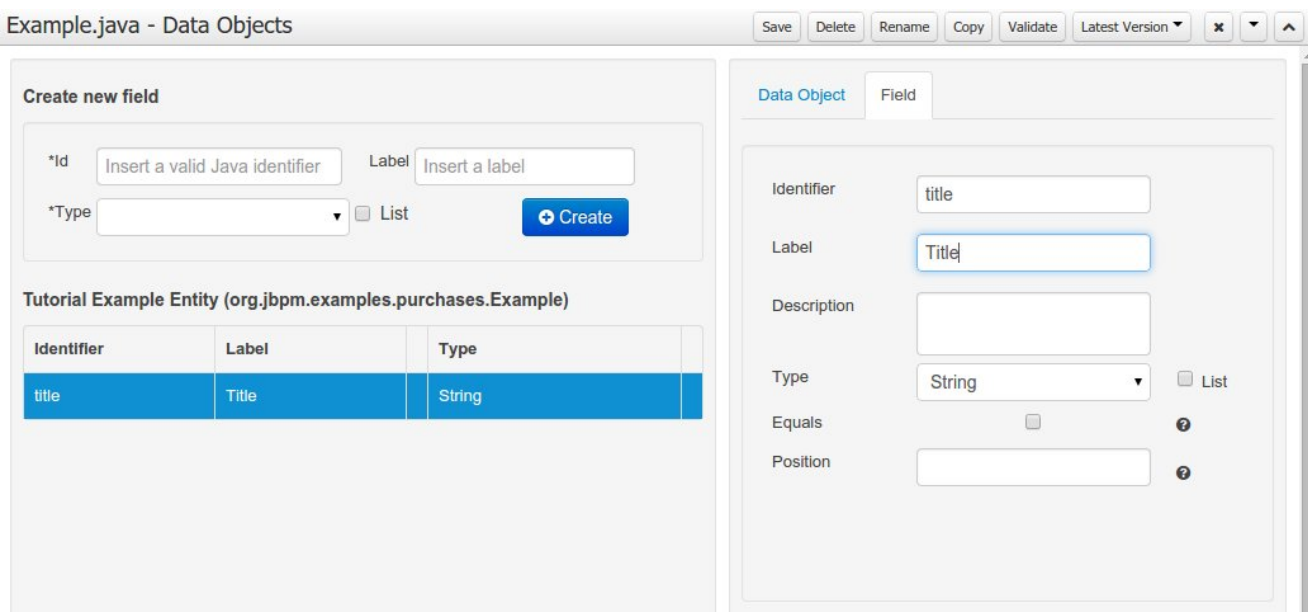 Example.java - Data Objects
Save Delete Rename Copy Validate Latest Version
Create new field
*Id Insert a valid Java identifier Label Insert a label
*Type List Create
Tutorial Example Entity (org.jbpm.examples.purchases.Example)
Identifier Label Type
title Title String
Data Object Field
Identifier title
Label Title
Description
Type String List
Equals
Position